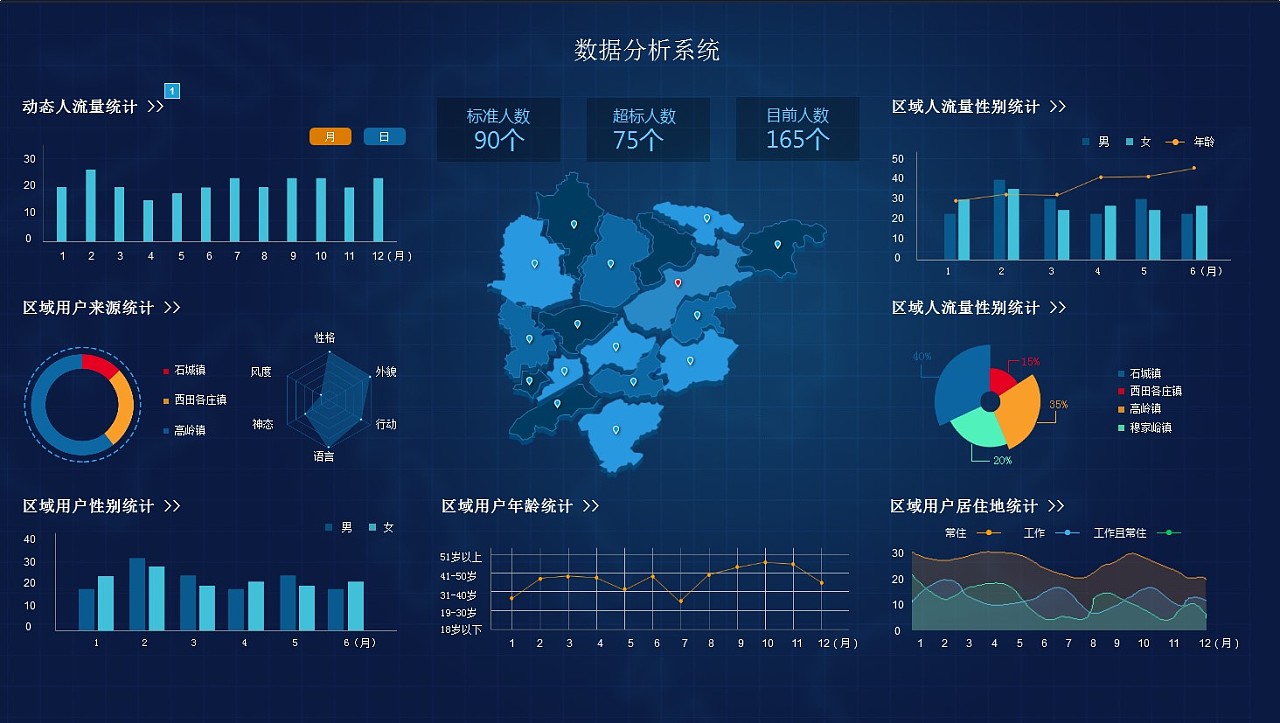 数据分析系统
动态人流量统计 >>
1
月 日
30
20
10
0
1 2 3 4 5 6 7 8 9 10 11 12(月)
标准人数
90个
超标人数
75个
目前人数
165个
区域人流量性别统计 >>
男 女 年龄
50
40
30
20
10
0
1 2 3 4 5 6(月)
区域用户来源统计 >>
石城镇
西田各庄镇
高岭镇
性格
外貌
行动
语言
神态
风度
区域人流量性别统计 >>
40%
15%
35%
20%
石城镇
西田各庄镇
高岭镇
穆家峪镇
区域用户性别统计 >>
男 女
40
30
20
10
0
1 2 3 4 5 6(月)
区域用户年龄统计 >>
51岁以上
41-50岁
31-40岁
19-30岁
18岁以下
1 2 3 4 5 6 7 8 9 10 11 12(月)
区域用户居住地统计 >>
常住 工作 工作且常住
30
20
10
0
1 2 3 4 5 6 7 8 9 10 11 12(月)